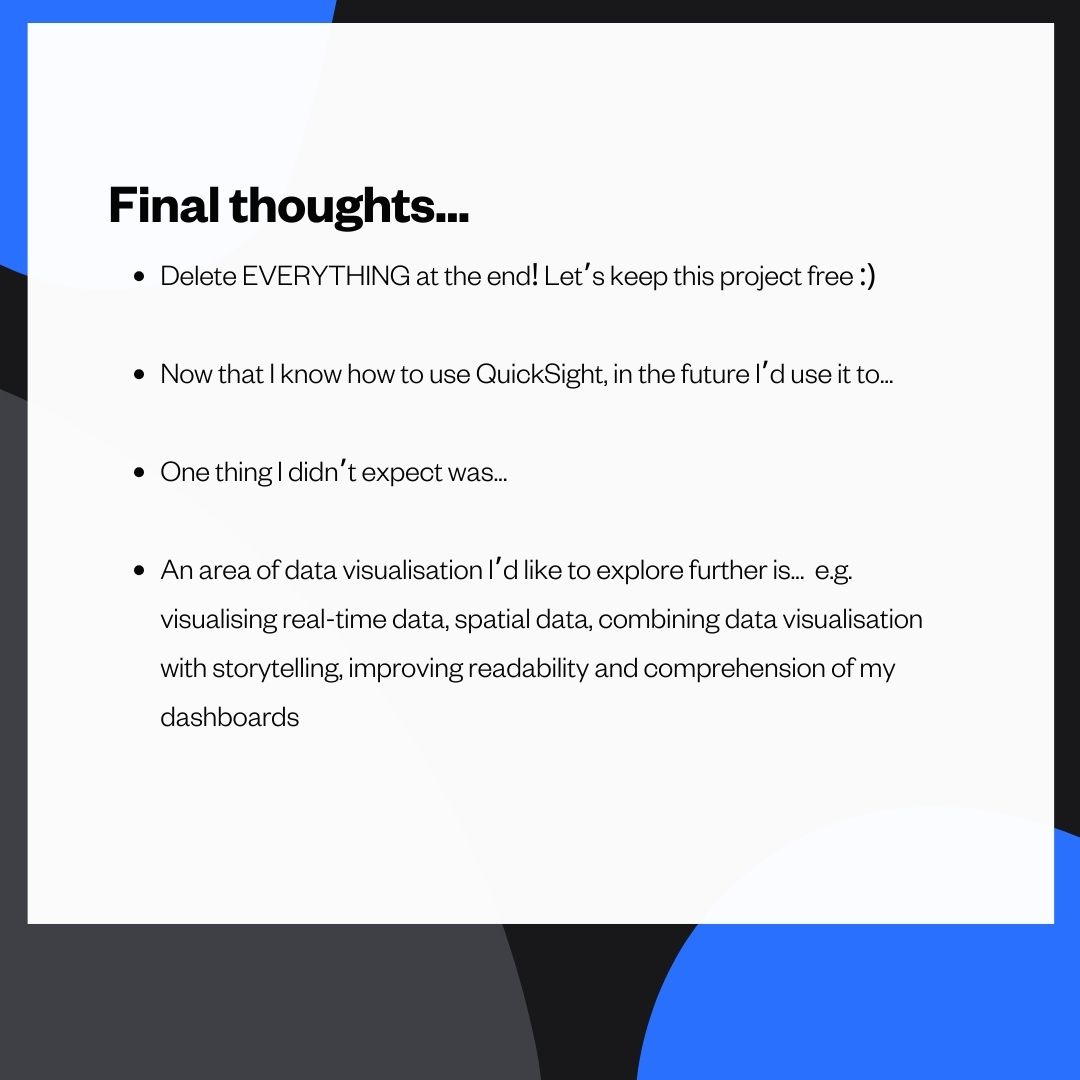 Final thoughts...
• Delete EVERYTHING at the end! Let's keep this project free :)
• Now that I know how to use QuickSight, in the future I'd use it to...
• One thing I didn't expect was...
• An area of data visualisation I'd like to explore further is... e.g.
visualising real-time data, spatial data, combining data visualisation
with storytelling, improving readability and comprehension of my
dashboards